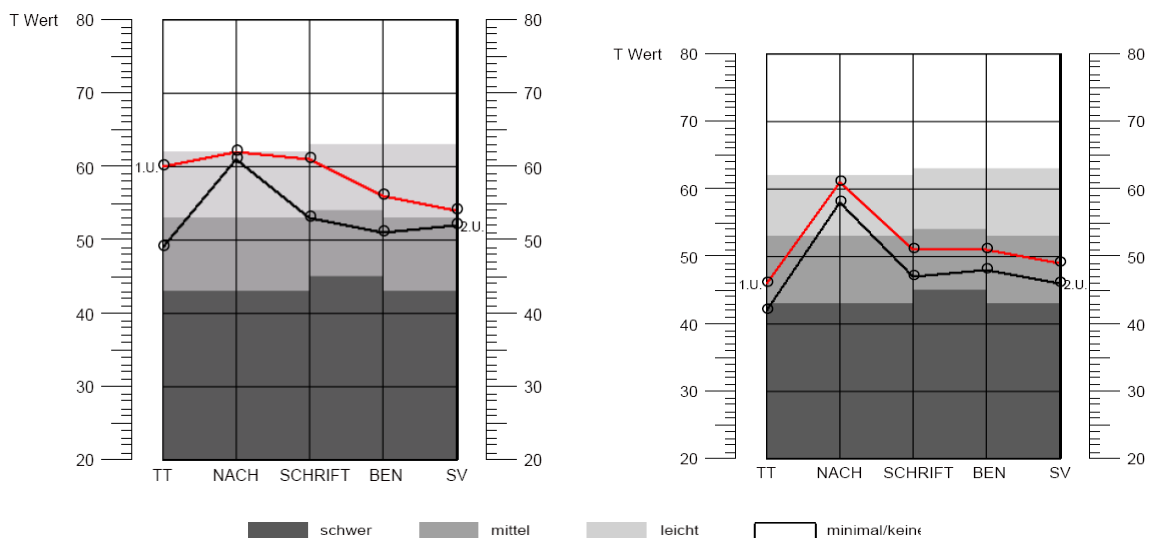 T Wert 80 80
70 70
60 60
50 50
40 40
30 30
20 20
1.U.
2.U.
TT NACH SCHRIFT BEN SV
T Wert 80 80
70 70
60 60
50 50
40 40
30 30
20 20
1.U.
2.U.
TT NACH SCHRIFT BEN SV
schwer mittel leicht minimal/keine